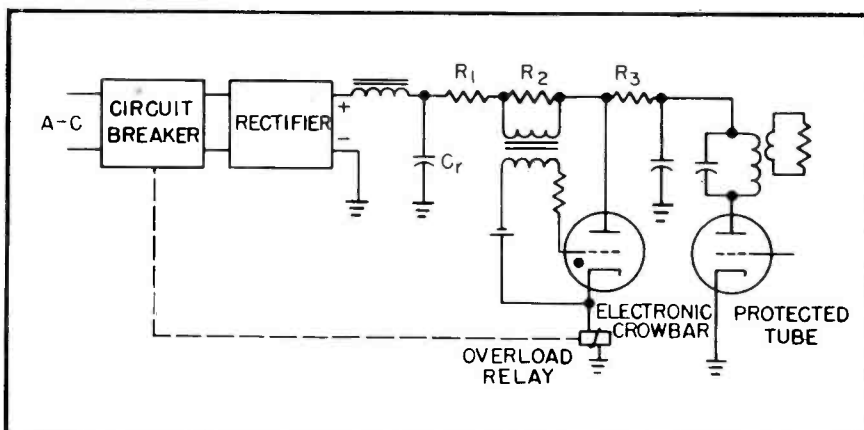 A-C
CIRCUIT
BREAKER
RECTIFIER
+
-
Cr
R1
R2
R3
ELECTRONIC
CROWBAR
PROTECTED
TUBE
OVERLOAD
RELAY